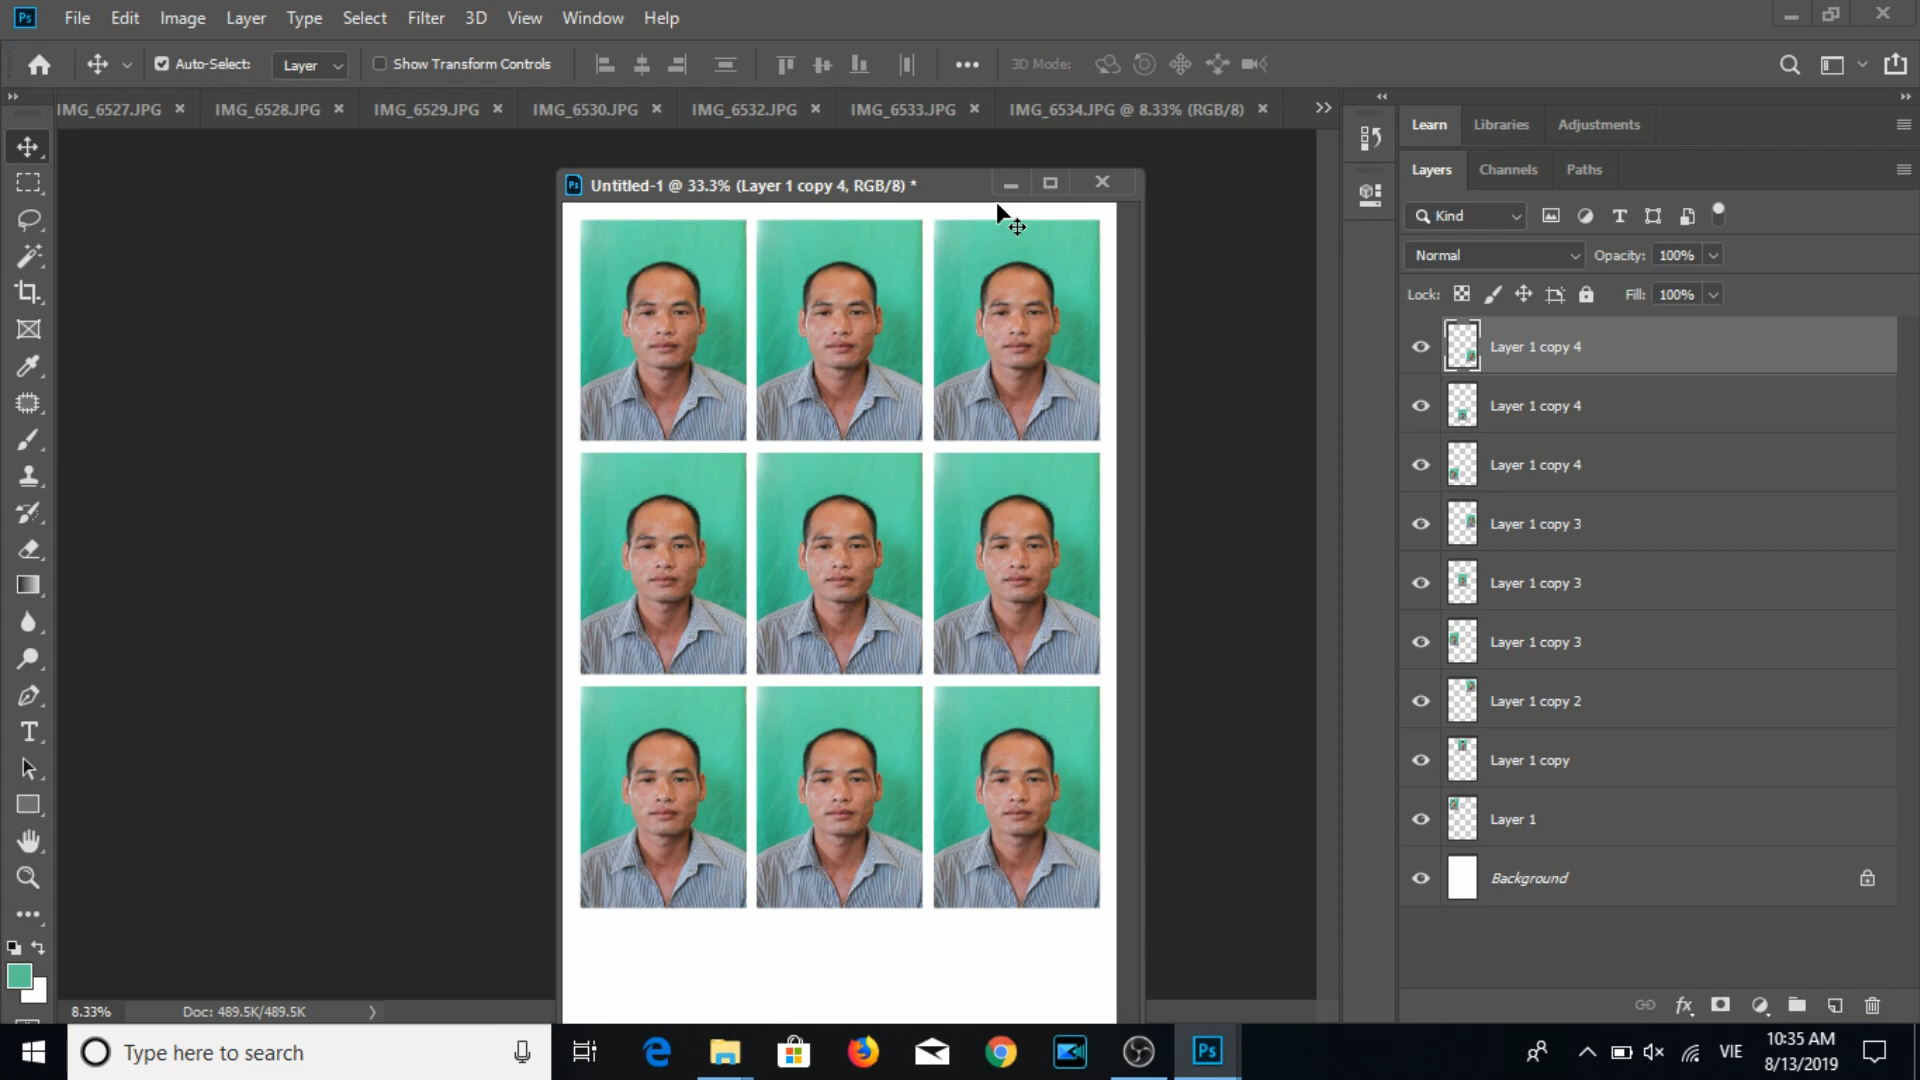 Ps File Edit Image Layer Type Select Filter 3D View Window Help
Auto-Select: Layer Show Transform Controls 3D Mode:
IMG_6527.JPG IMG_6528.JPG IMG_6529.JPG IMG_6530.JPG IMG_6532.JPG IMG_6533.JPG IMG_6534.JPG @ 8.33% (RGB/8)
Learn Libraries Adjustments
Layers Channels Paths
Ps Untitled-1 @ 33.3% (Layer 1 copy 4, RGB/8) *
Kind
Normal Opacity: 100%
Lock: Fill: 100%
Layer 1 copy 4
Layer 1 copy 4
Layer 1 copy 4
Layer 1 copy 3
Layer 1 copy 3
Layer 1 copy 3
Layer 1 copy 2
Layer 1 copy
Layer 1
Background
8.33% Doc: 489.5K/489.5K
Type here to search
Ps
VIE
10:35 AM
8/13/2019